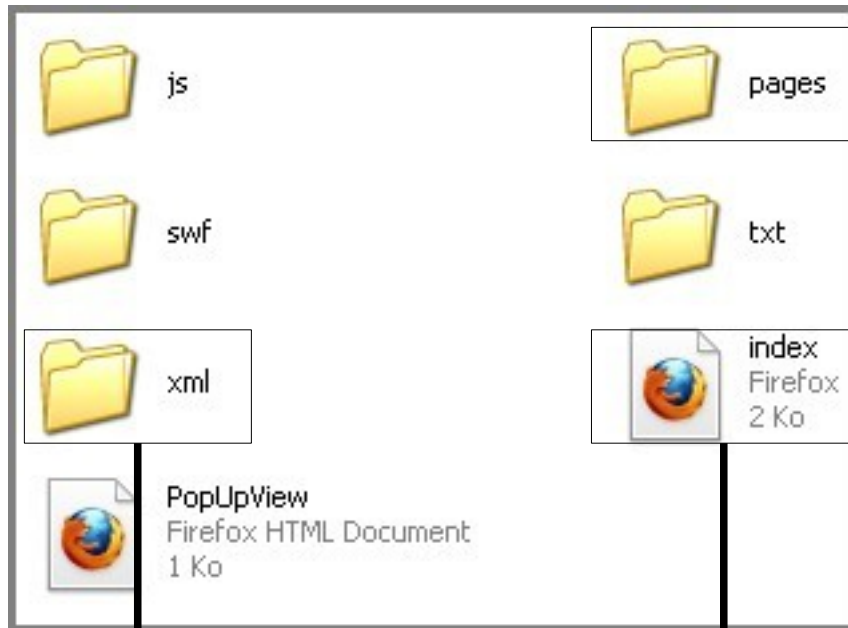 js
pages
swf
txt
xml
index
Firefox
2 Ko
PopUpView
Firefox HTML Document
1 Ko